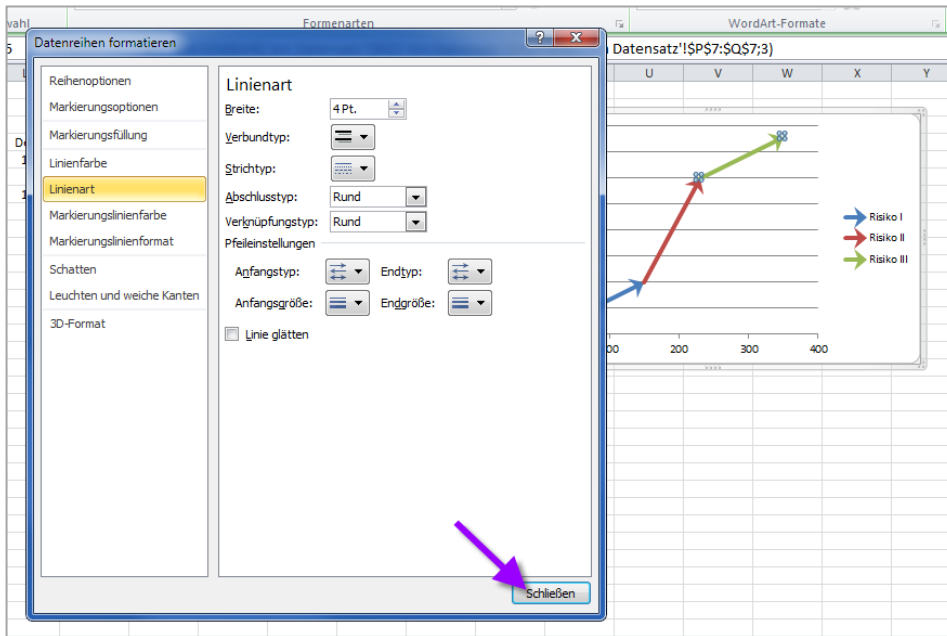 wahl Formenarten WordArt-Formate
Datenreihen formatieren
Datensatz'!$P$7:$Q$7;3)
U V W X Y
Reihenoptionen
Markierungsoptionen
Markierungsfüllung
Linienfarbe
Linienart
Markierungslinienfarbe
Markierungslinienformat
Schatten
Leuchten und weiche Kanten
3D-Format
Linienart
Breite: 4 Pt.
Verbundtyp:
Strichtyp:
Abschlusstyp: Rund
Verknüpfungstyp: Rund
Pfeileinstellungen
Anfangstyp: Endtyp:
Anfangsgröße: Endgröße:
Linie glätten
Schließen
Risiko I
Risiko II
Risiko III
200 300 400